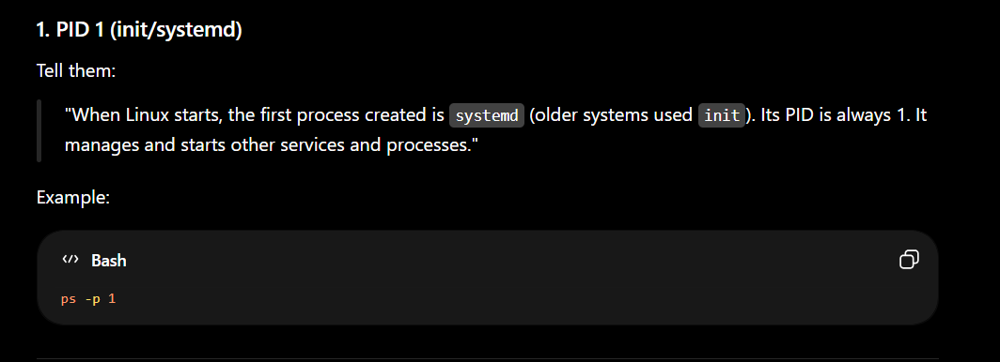 1. PID 1 (init/systemd)
Tell them:
"When Linux starts, the first process created is systemd (older systems used init). Its PID is always 1. It
manages and starts other services and processes."
Example:
</> Bash
ps -p 1